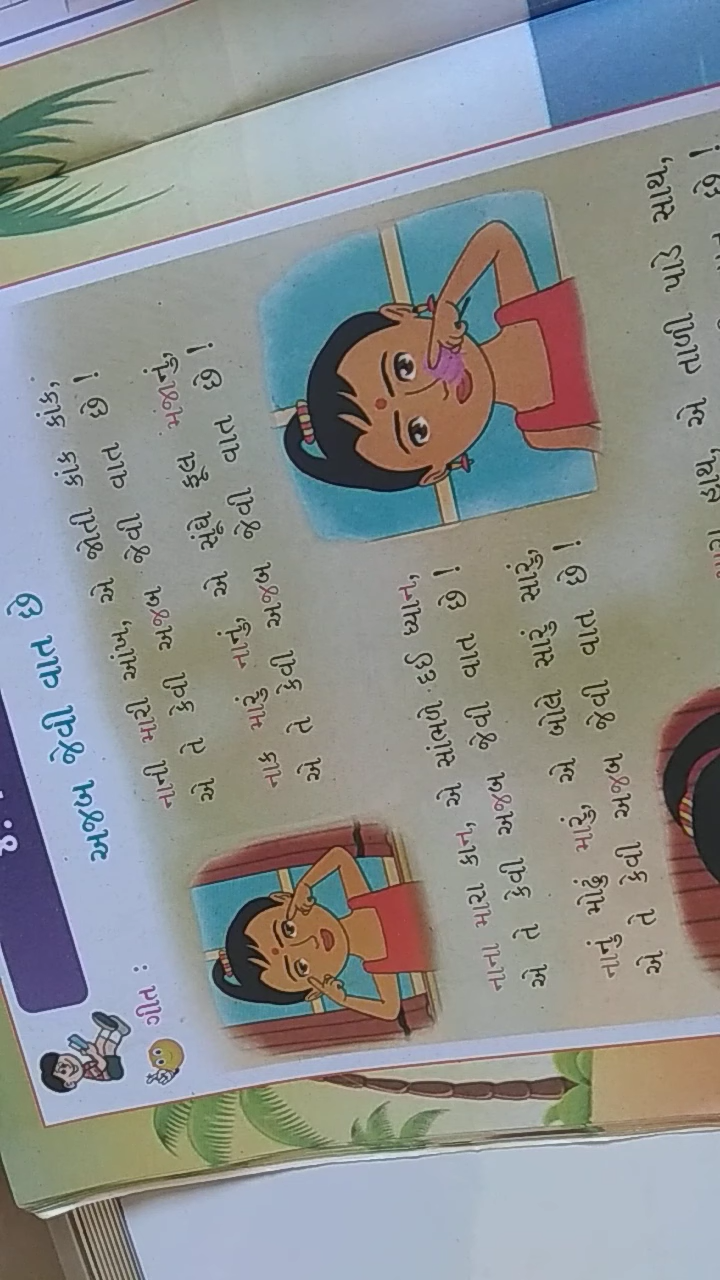 અજબ જેવી વાત છે
ગીત :
નાની મારી આંખ, એ જોતી કાંક કાંક,
એ તે કેવી અજબ જેવી વાત છે !
નાક મારું નાનું, એ સૂંઘે ફૂલ મજાનું,
એ તે કેવી અજબ જેવી વાત છે !
નાના મારા કાન, એ સાંભળે દઈ ધ્યાન,
એ તે કેવી અજબ જેવી વાત છે !
નાનું મોઢું મારું, એ બોલે સારું સારું,
એ તે કેવી અજબ જેવી વાત છે !
હાથ, એ તાળી પાડે સાથ,
છે !